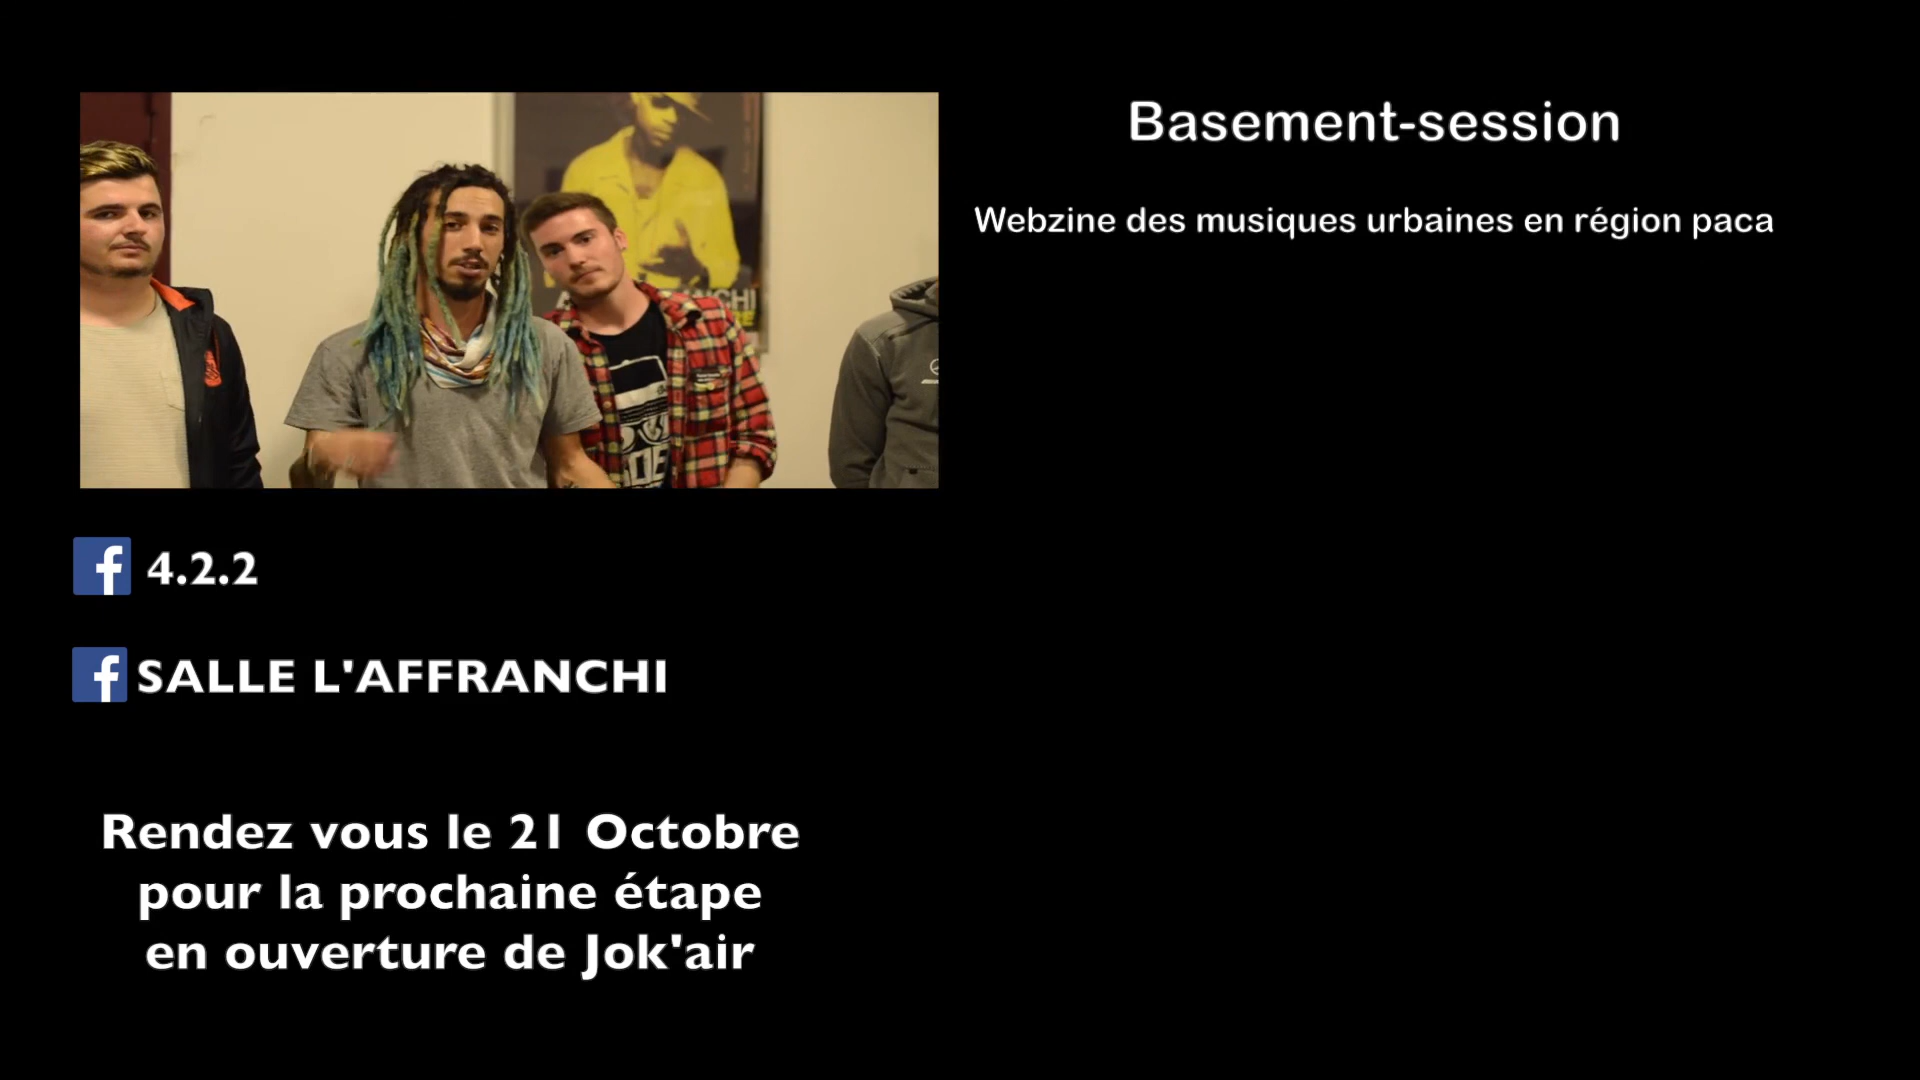 Basement-session
Webzine des musiques urbaines en région paca
4.2.2
SALLE L'AFFRANCHI
Rendez vous le 21 Octobre
pour la prochaine étape
en ouverture de Jok'air